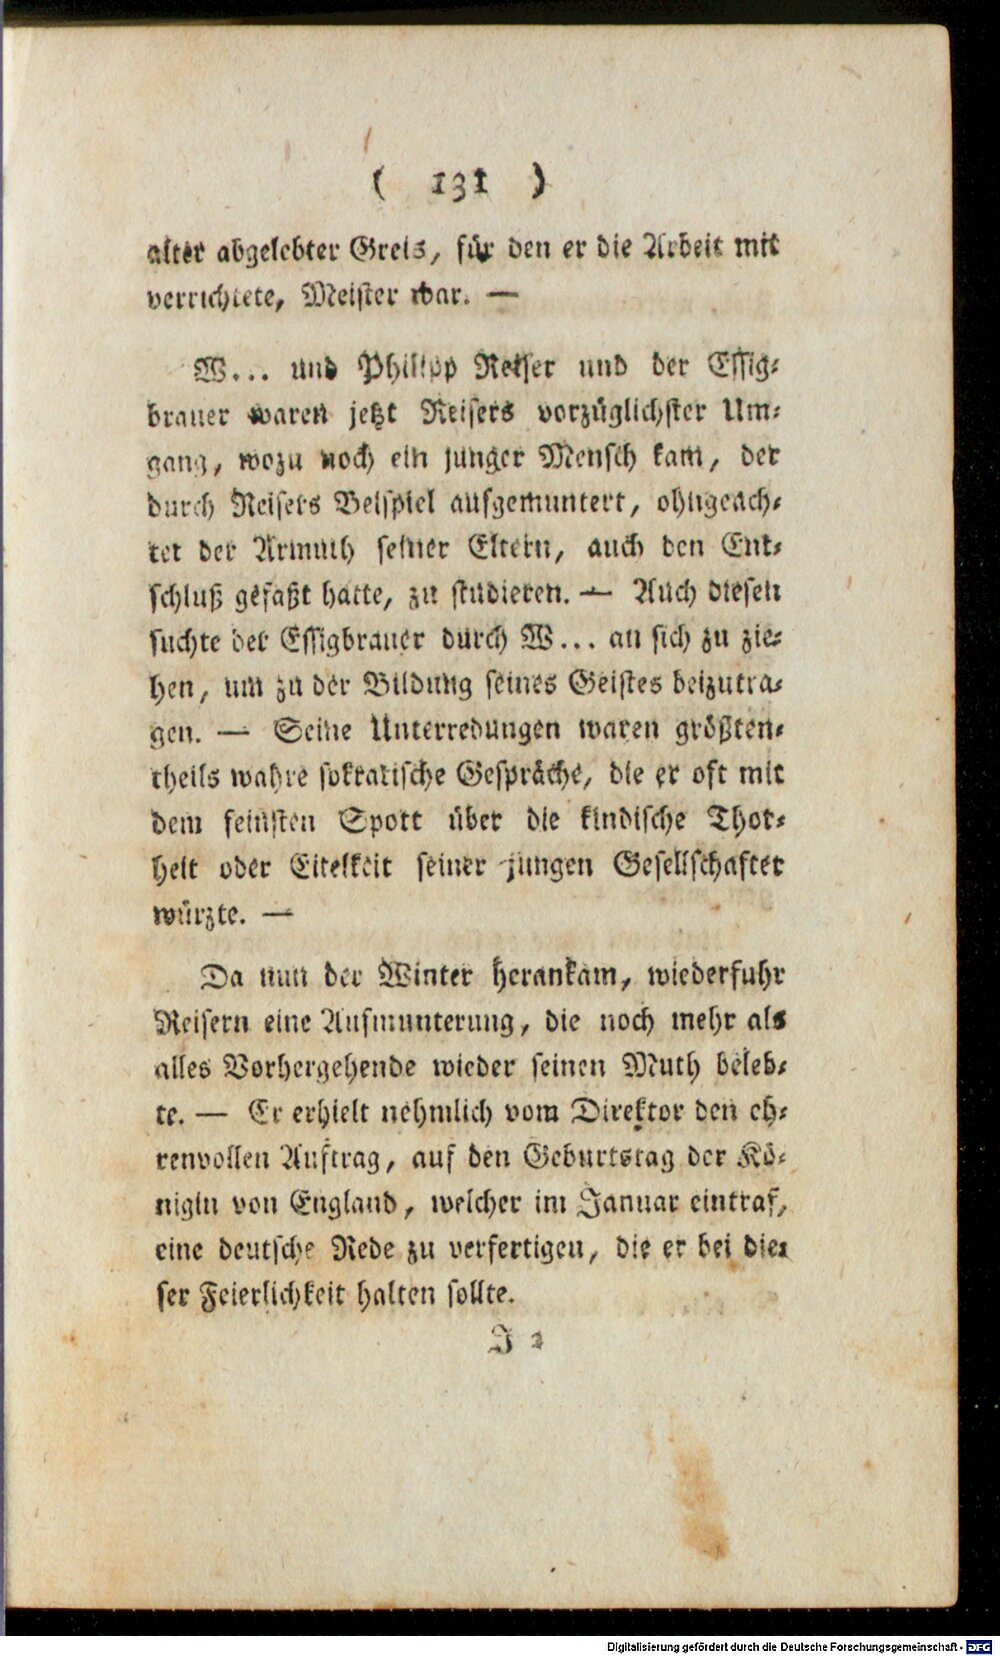 ( 131 )
alter abgelebter Greis, für den er die Arbeit mit
verrichtete, Meister war. —
W... und Philipp Reiser und der Essig-
brauer waren jetzt Reisers vorzüglichster Um-
gang, wozu noch ein junger Mensch kam, der
durch Reisers Beispiel aufgemuntert, ohngeach-
tet der Armuth seiner Eltern, auch den Ent-
schluß gefaßt hatte, zu studieren. — Auch diesen
suchte der Essigbrauer durch W... an sich zu zie-
hen, um zu der Bildung seines Geistes beizutra-
gen. — Seine Unterredungen waren größten-
theils wahre sokratische Gespräche, die er oft mit
dem feinsten Spott über die kindische Thor-
heit oder Eitelkeit seiner jungen Gesellschafter
würzte. —
Da nun der Winter herankam, wiederfuhr
Reisern eine Aufmunterung, die noch mehr als
alles Vorhergehende wieder seinen Muth beleb-
te. — Er erhielt nehmlich vom Direktor den eh-
renvollen Auftrag, auf den Geburtstag der Kö-
nigin von England, welcher im Januar eintraf,
eine deutsche Rede zu verfertigen, die er bei die-
ser Feierlichkeit halten sollte.
J 2
Digitalisierung gefördert durch die Deutsche Forschungsgemeinschaft - DFG